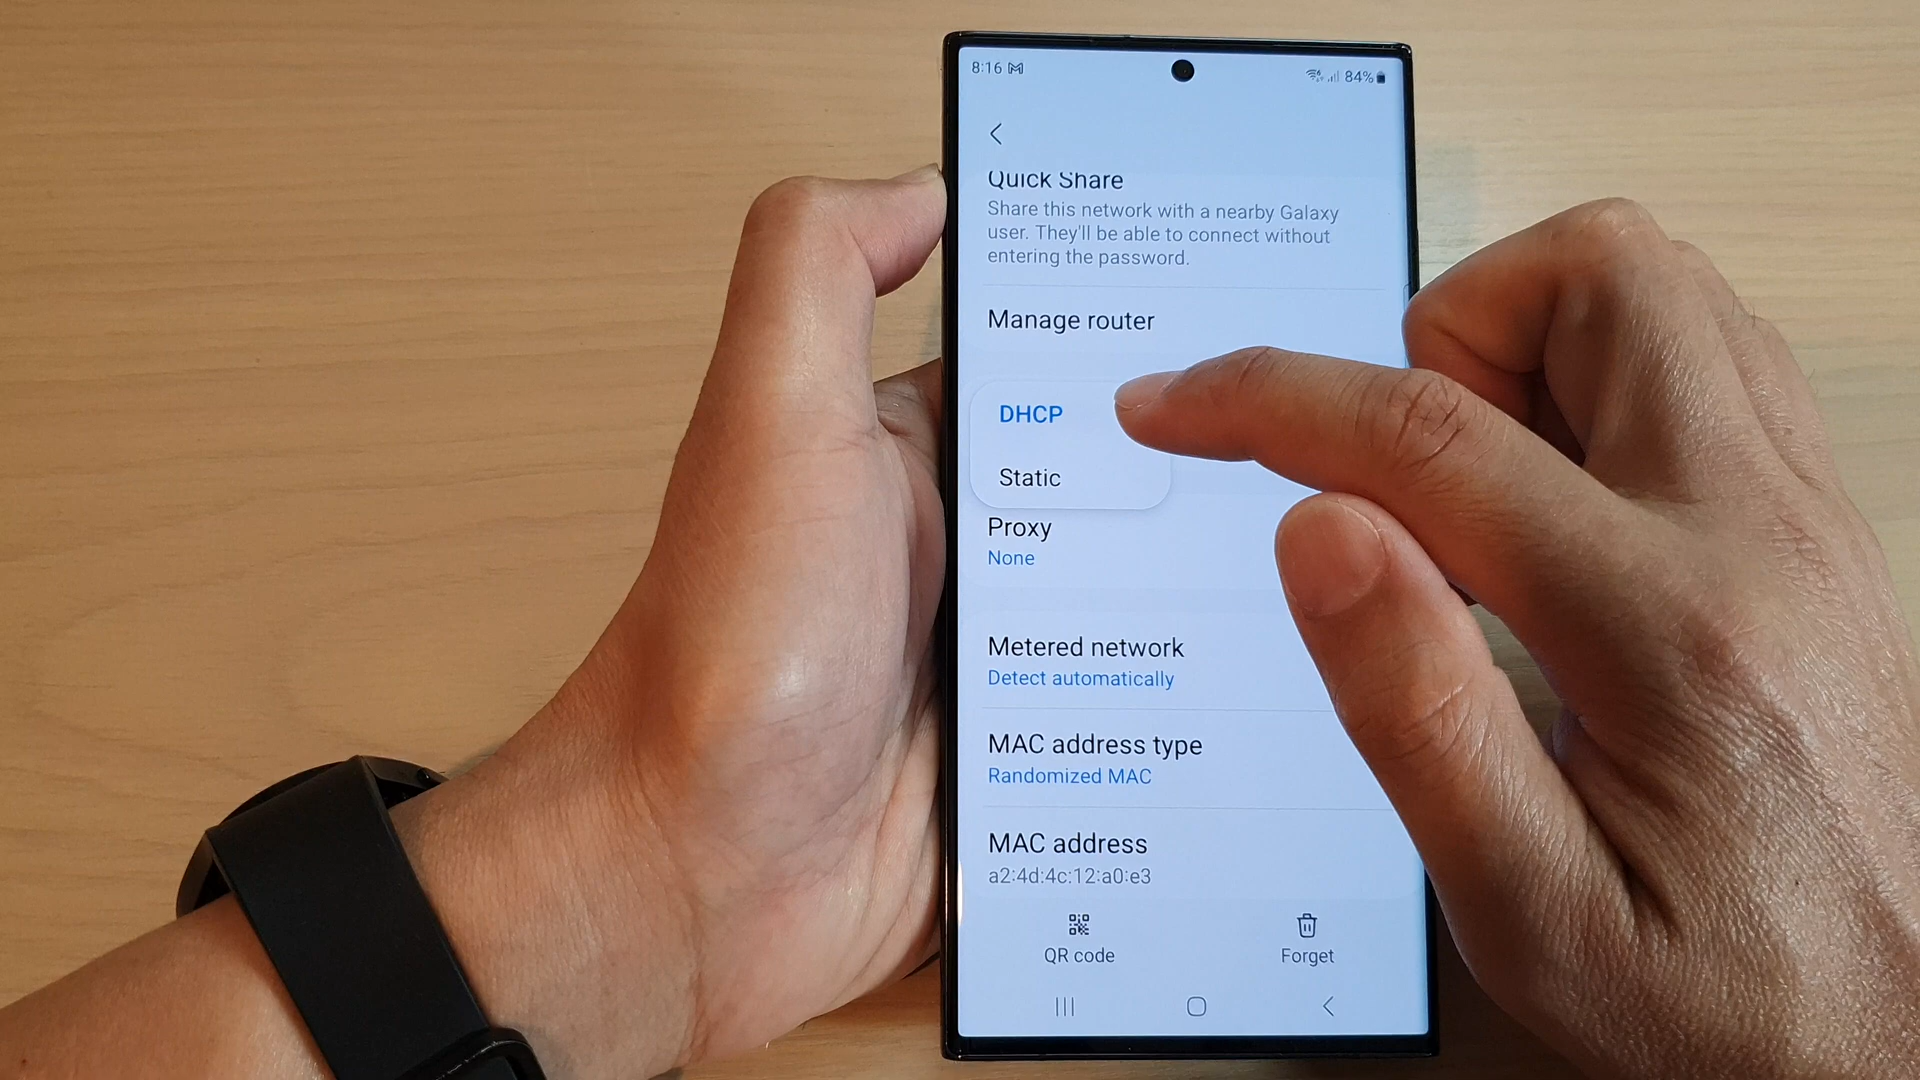 8:16
84%
Quick Share
Share this network with a nearby Galaxy
user. They'll be able to connect without
entering the password.
Manage router
DHCP
Static
Proxy
None
Metered network
Detect automatically
MAC address type
Randomized MAC
MAC address
a2:4d:4c:12:a0:e3
QR code
Forget